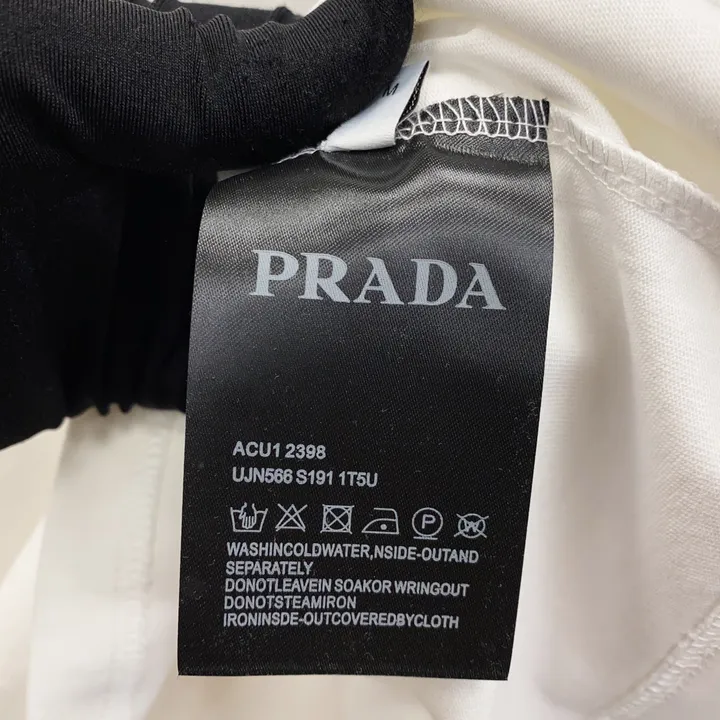 M
PRADA
ACU1 2398
UJN566 S191 1T5U
P
W
WASHINCOLDWATER,NSIDE-OUTAND
SEPARATELY
DONOTLEAVEIN SOAKOR WRINGOUT
DONOTSTEAMIRON
IRONINSDE-OUTCOVEREDBYCLOTH